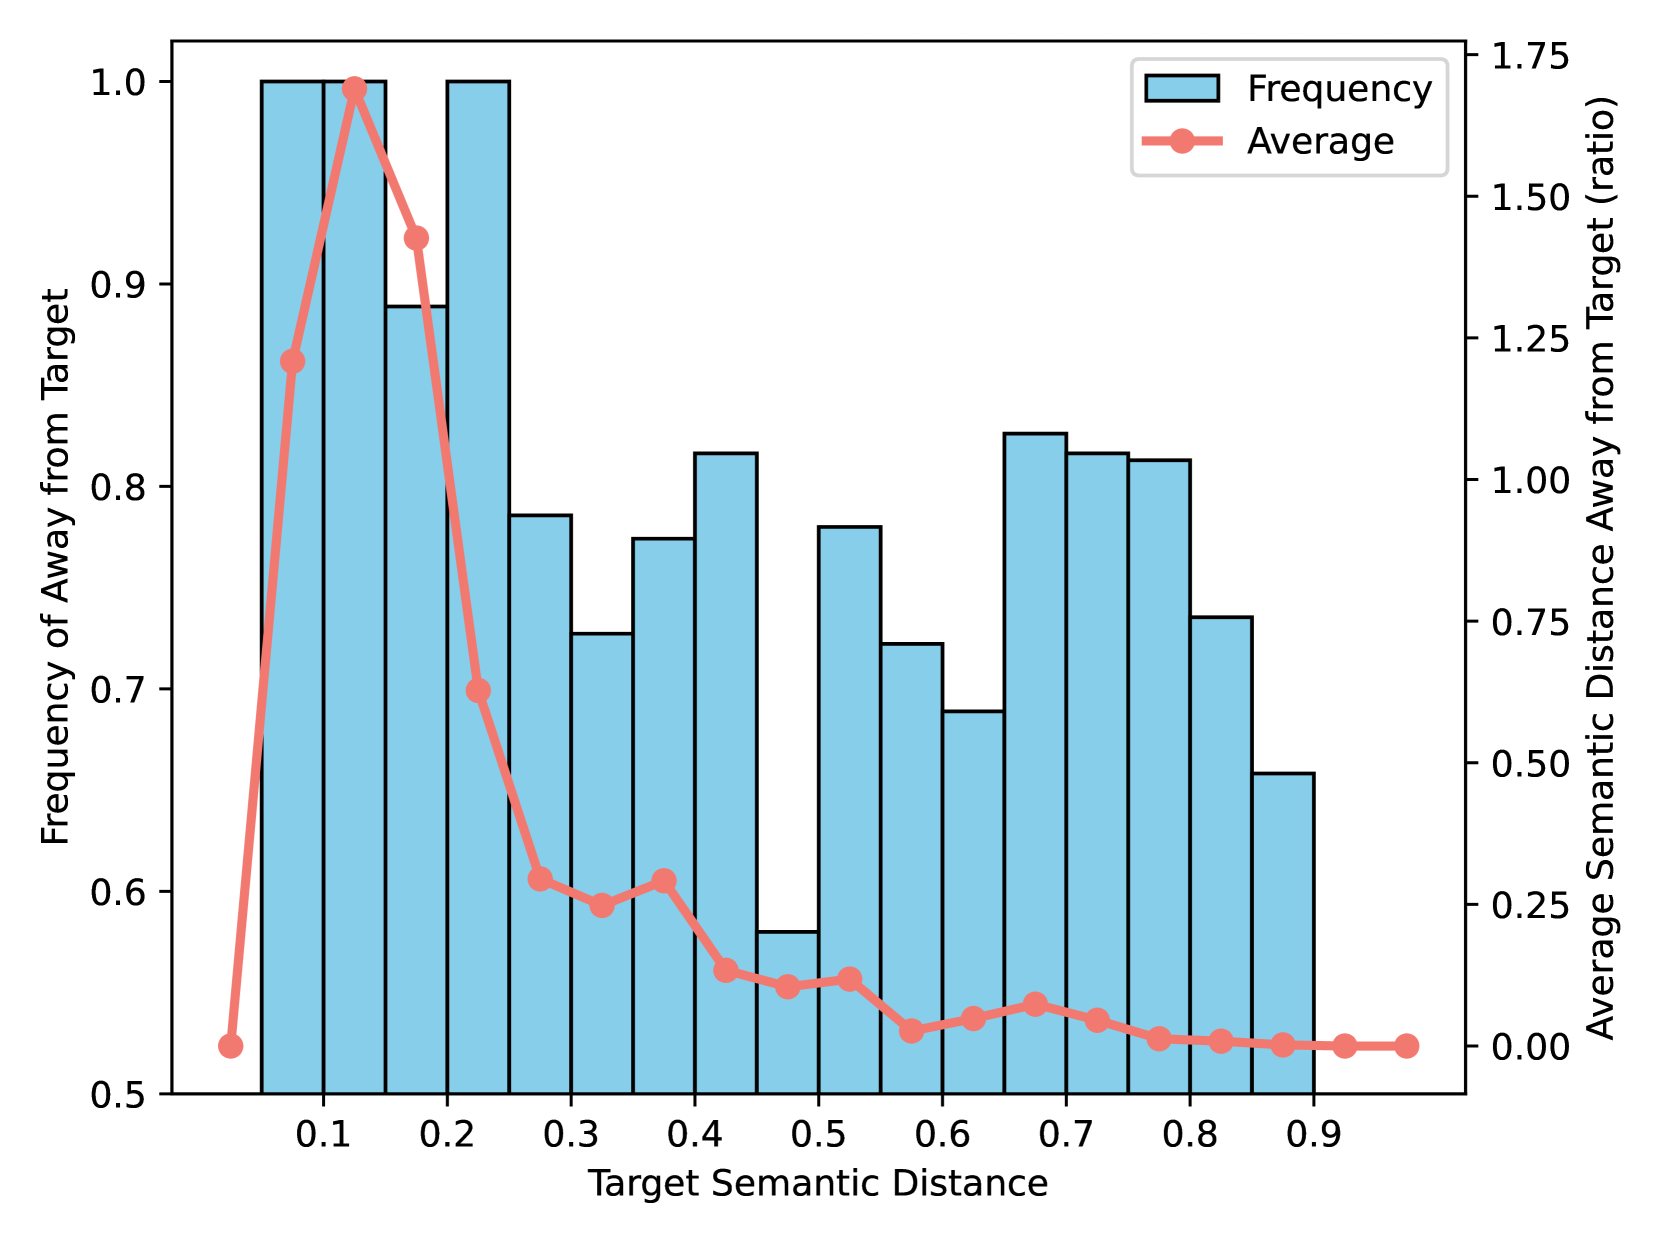 Frequency
Average
Frequency of Away from Target
1.0
0.9
0.8
0.7
0.6
0.5
1.75
1.50
1.25
1.00
0.75
0.50
0.25
0.00
Average Semantic Distance Away from Target (ratio)
0.1 0.2 0.3 0.4 0.5 0.6 0.7 0.8 0.9
Target Semantic Distance